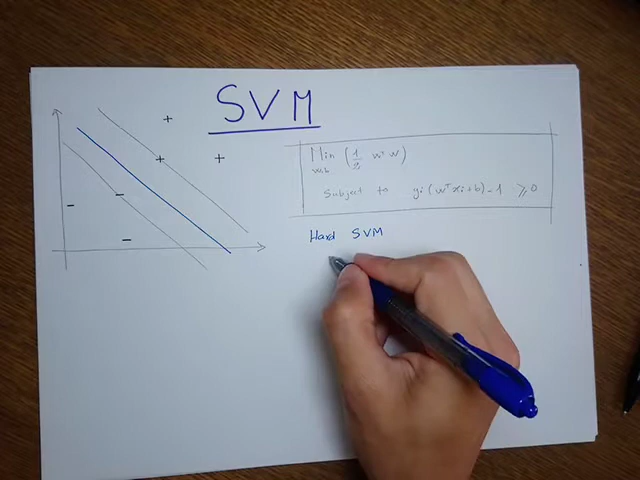 SVM
Min (1/2 wᵀw)
w,b
Subject to yi(wᵀxi+b)-1 ⩾0
Hard SVM